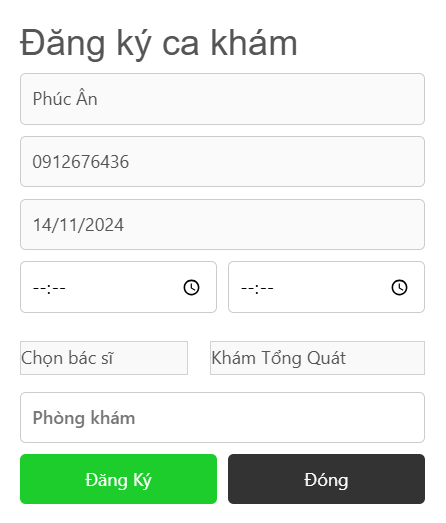 Đăng ký ca khám
Phúc Ân
0912676436
14/11/2024
--:-- --:--
Chọn bác sĩ Khám Tổng Quát
Phòng khám
Đăng Ký Đóng